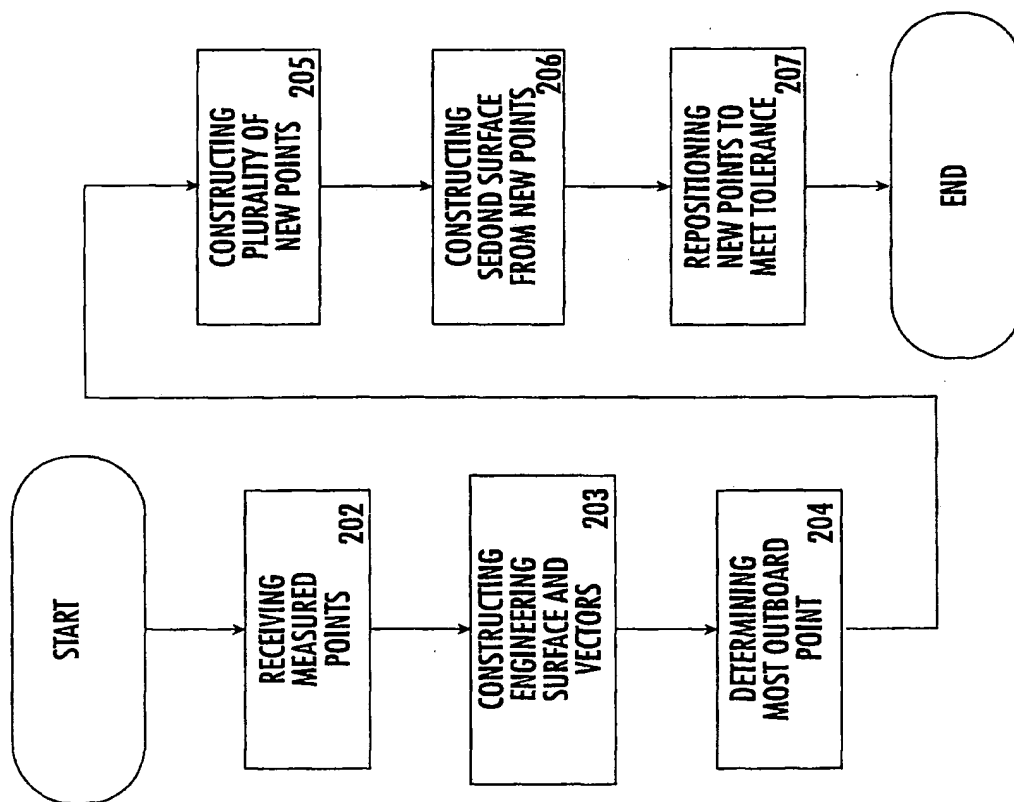 START
RECEIVING
MEASURED
POINTS
202
CONSTRUCTING
ENGINEERING
SURFACE AND
VECTORS
203
DETERMINING
MOST OUTBOARD
POINT
204
CONSTRUCTING
PLURALITY OF
NEW POINTS
205
CONSTRUCTING
SEDOND SURFACE
FROM NEW POINTS
206
REPOSITIONING
NEW POINTS TO
MEET TOLERANCE
207
END